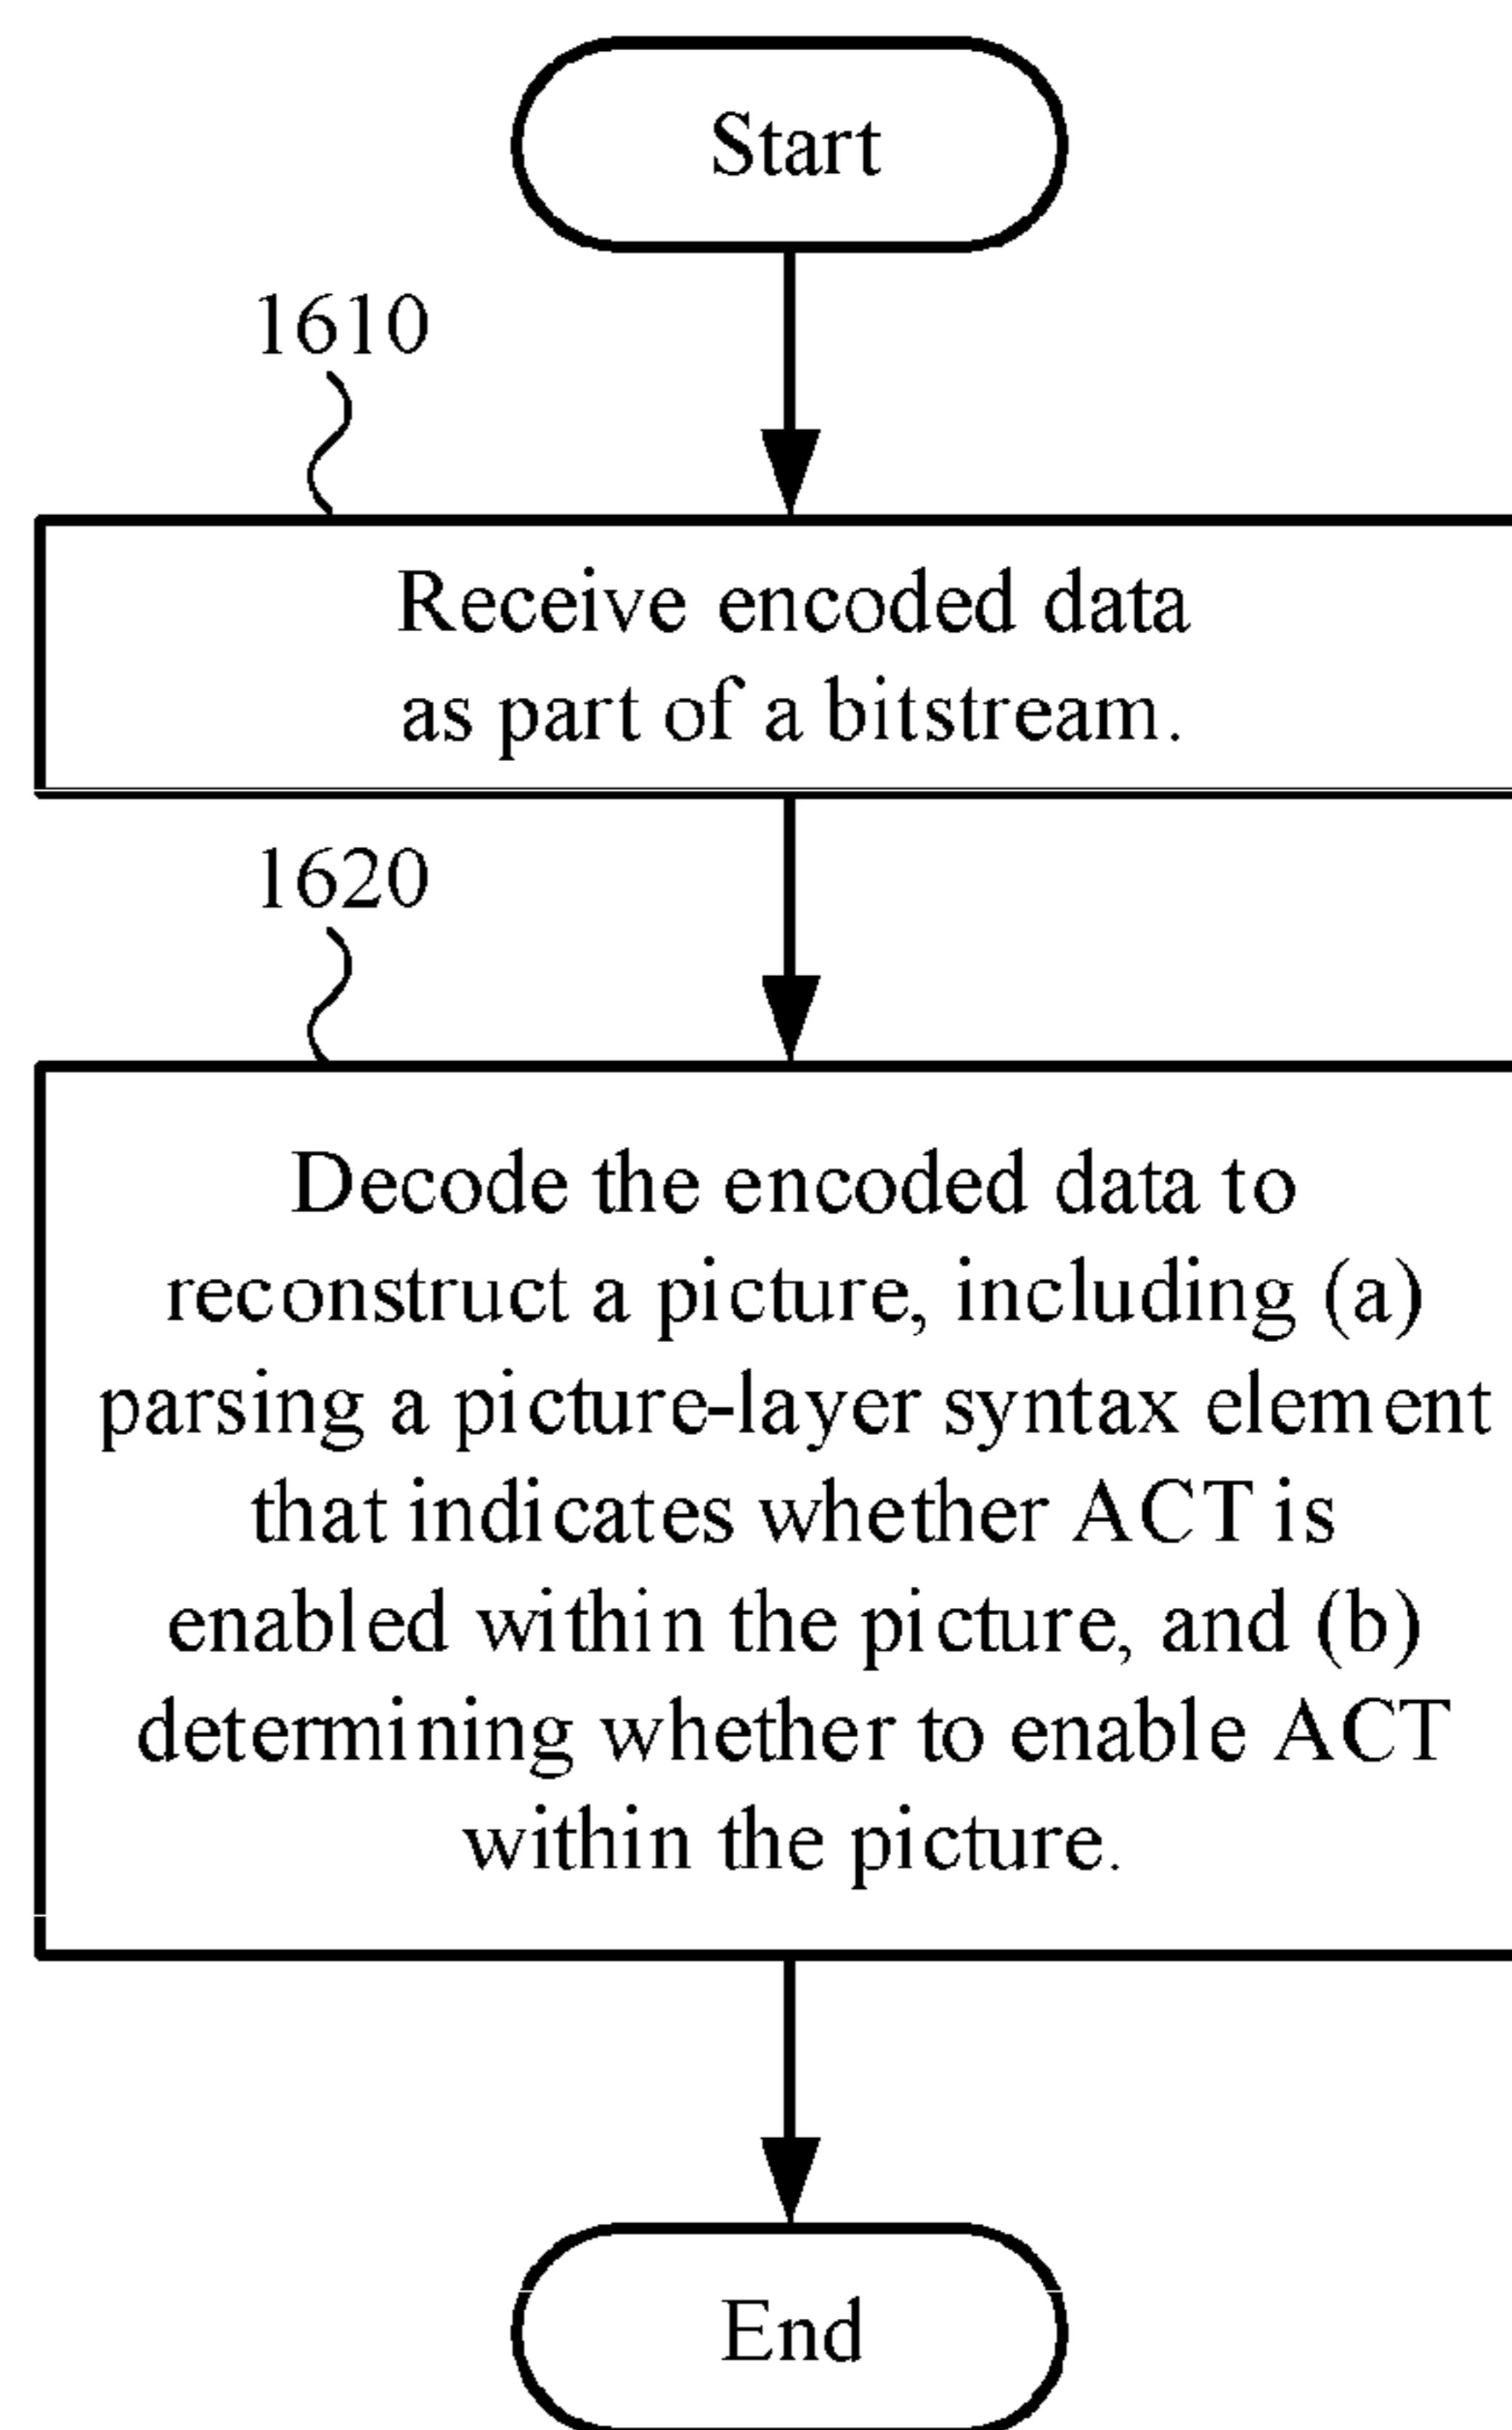 Start
1610
Receive encoded data
as part of a bitstream.
1620
Decode the encoded data to
reconstruct a picture, including (a)
parsing a picture-layer syntax element
that indicates whether ACT is
enabled within the picture, and (b)
determining whether to enable ACT
within the picture.
End